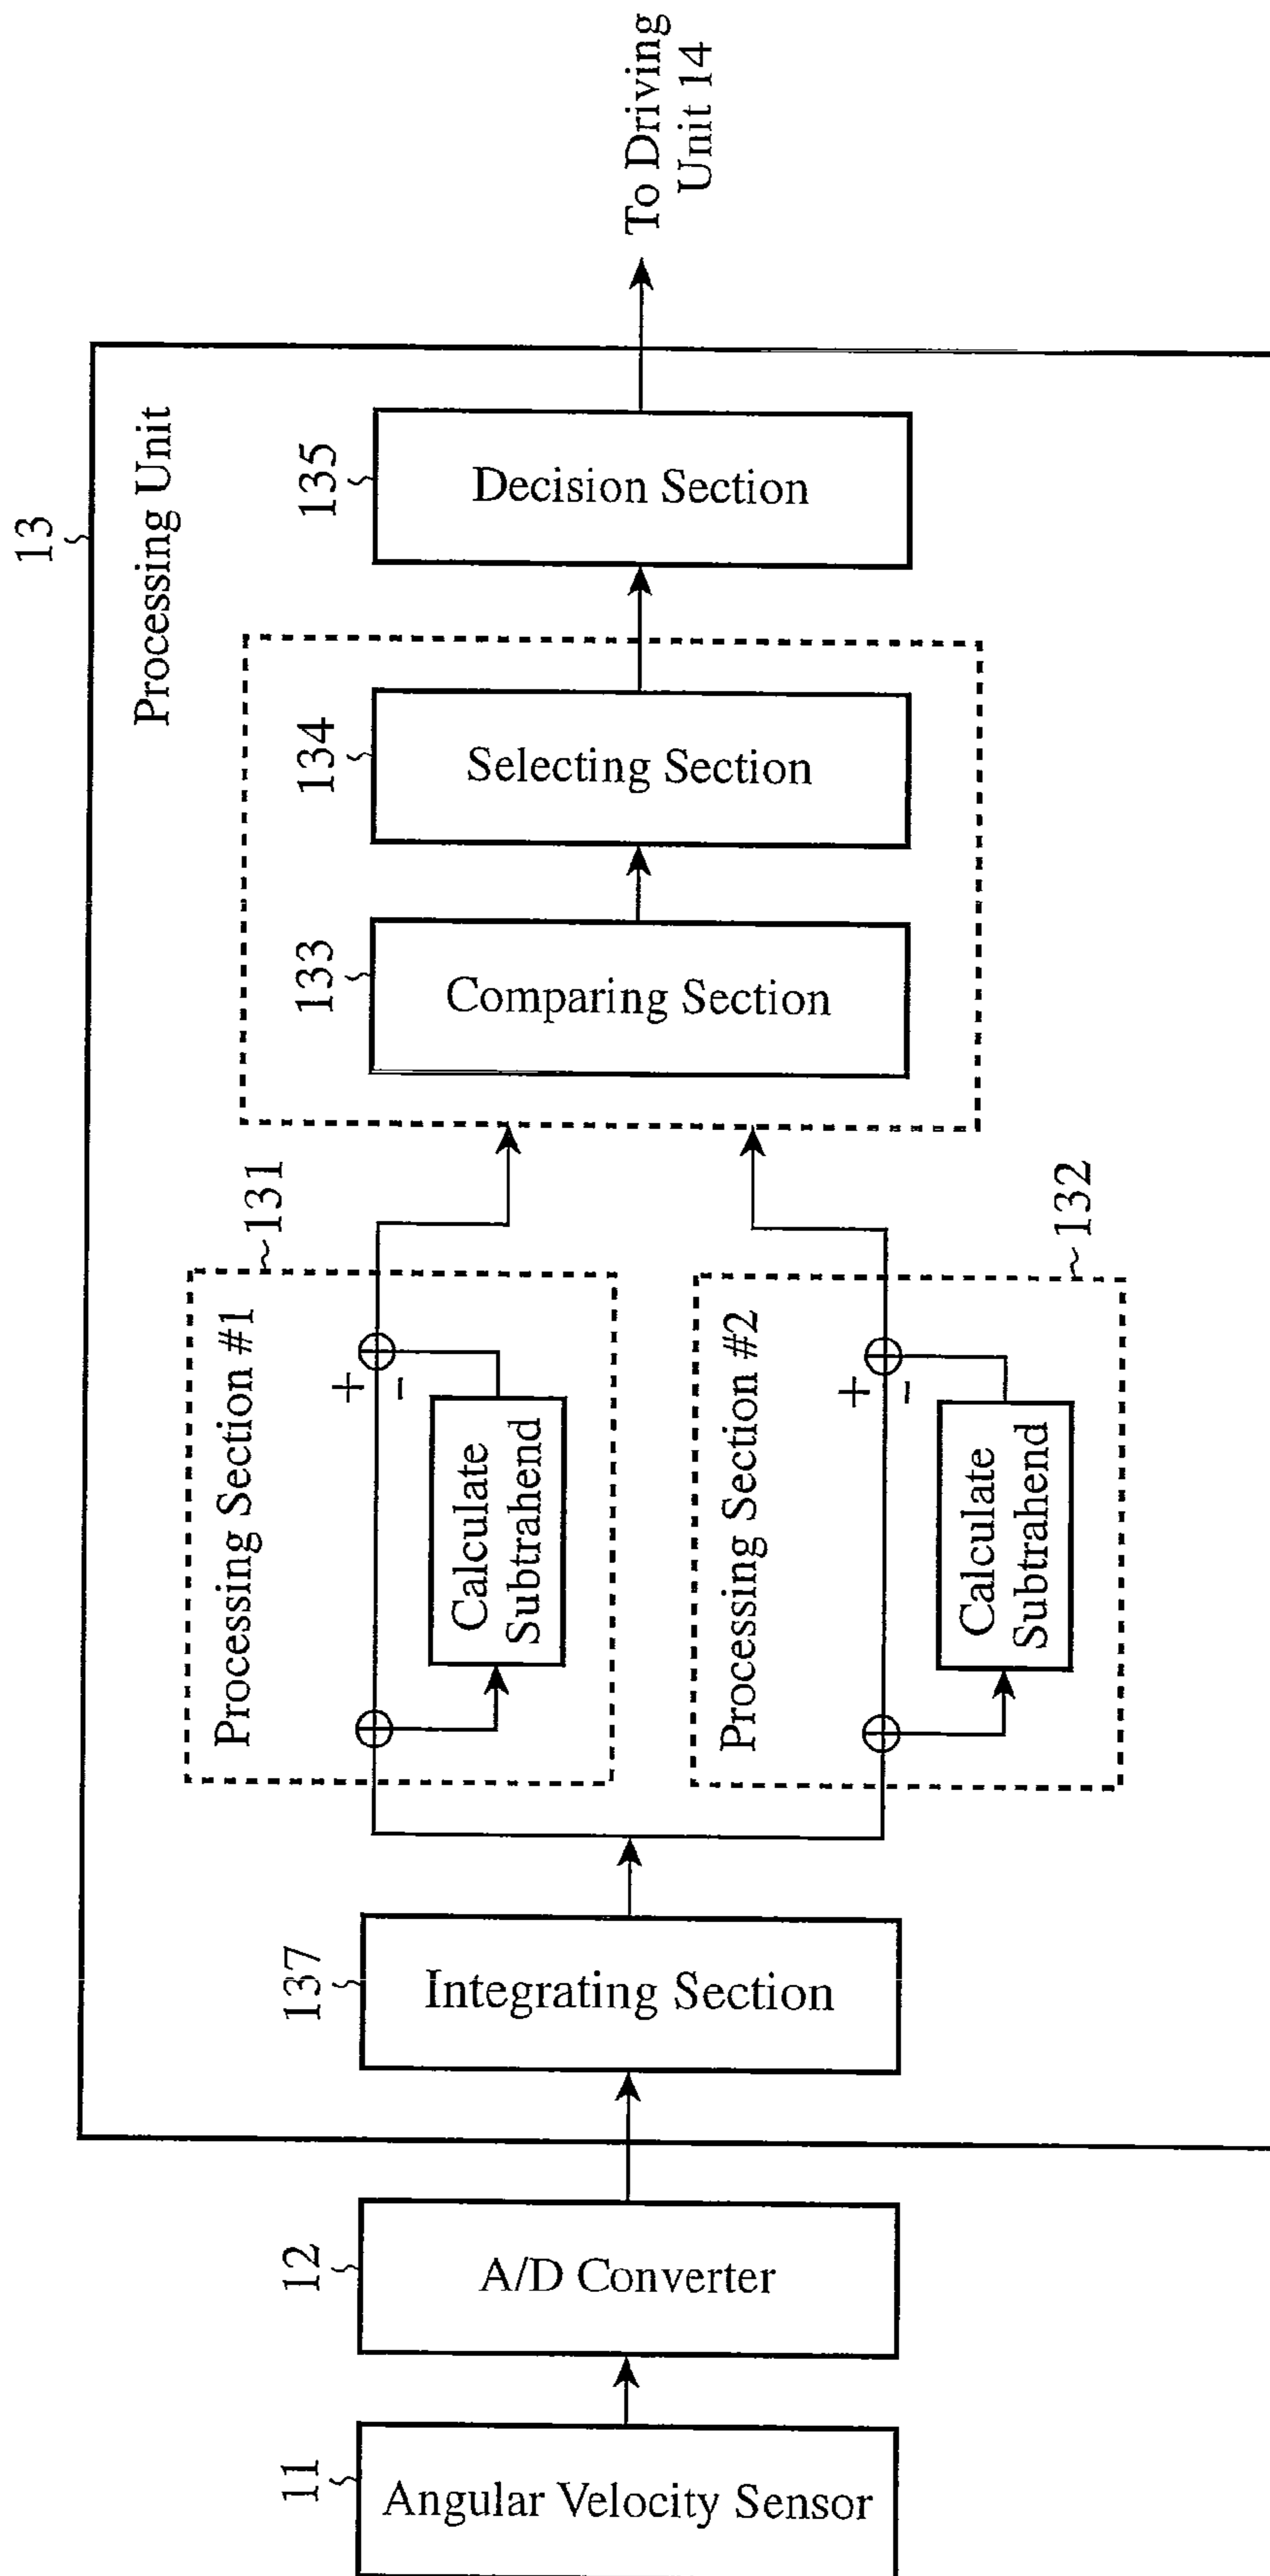 13
Processing Unit
11
Angular Velocity Sensor
12
A/D Converter
137
Integrating Section
Processing Section #1
131
+
-
Calculate
Subtrahend
Processing Section #2
132
+
-
Calculate
Subtrahend
133
Comparing Section
134
Selecting Section
135
Decision Section
To Driving
Unit 14